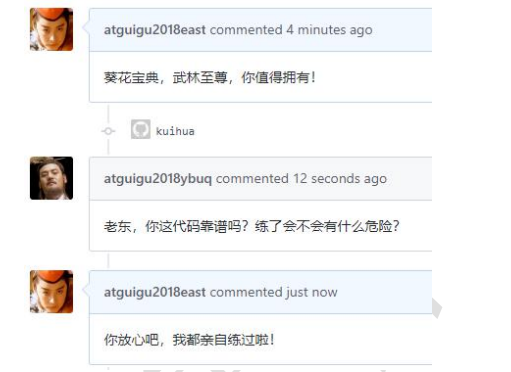 atguigu2018east commented 4 minutes ago
葵花宝典，武林至尊，你值得拥有！
kuihua
atguigu2018ybuq commented 12 seconds ago
老东，你这代码靠谱吗？练了会不会有什么危险？
atguigu2018east commented just now
你放心吧，我都亲自练过啦！